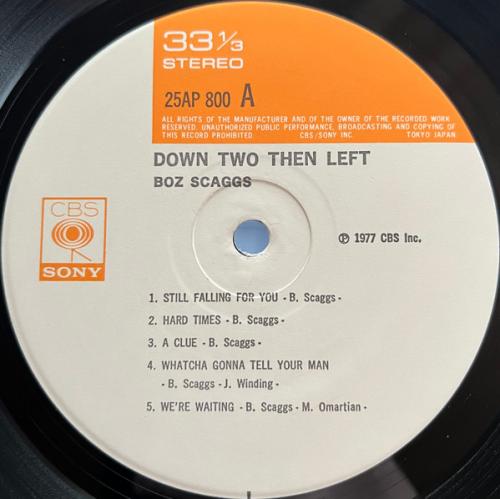 33 1/3
STEREO
25AP 800 A
ALL RIGHTS OF THE MANUFACTURER AND OF THE OWNER OF THE RECORDED WORK
RESERVED. UNAUTHORIZED PUBLIC PERFORMANCE, BROADCASTING AND COPYING OF
THIS RECORD PROHIBITED. CBS/SONY INC. TOKYO JAPAN
DOWN TWO THEN LEFT
BOZ SCAGGS
CBS
SONY
℗ 1977 CBS Inc.
1. STILL FALLING FOR YOU - B. Scaggs -
2. HARD TIMES - B. Scaggs -
3. A CLUE - B. Scaggs -
4. WHATCHA GONNA TELL YOUR MAN
- B. Scaggs - J. Winding -
5. WE'RE WAITING - B. Scaggs - M. Omartian -